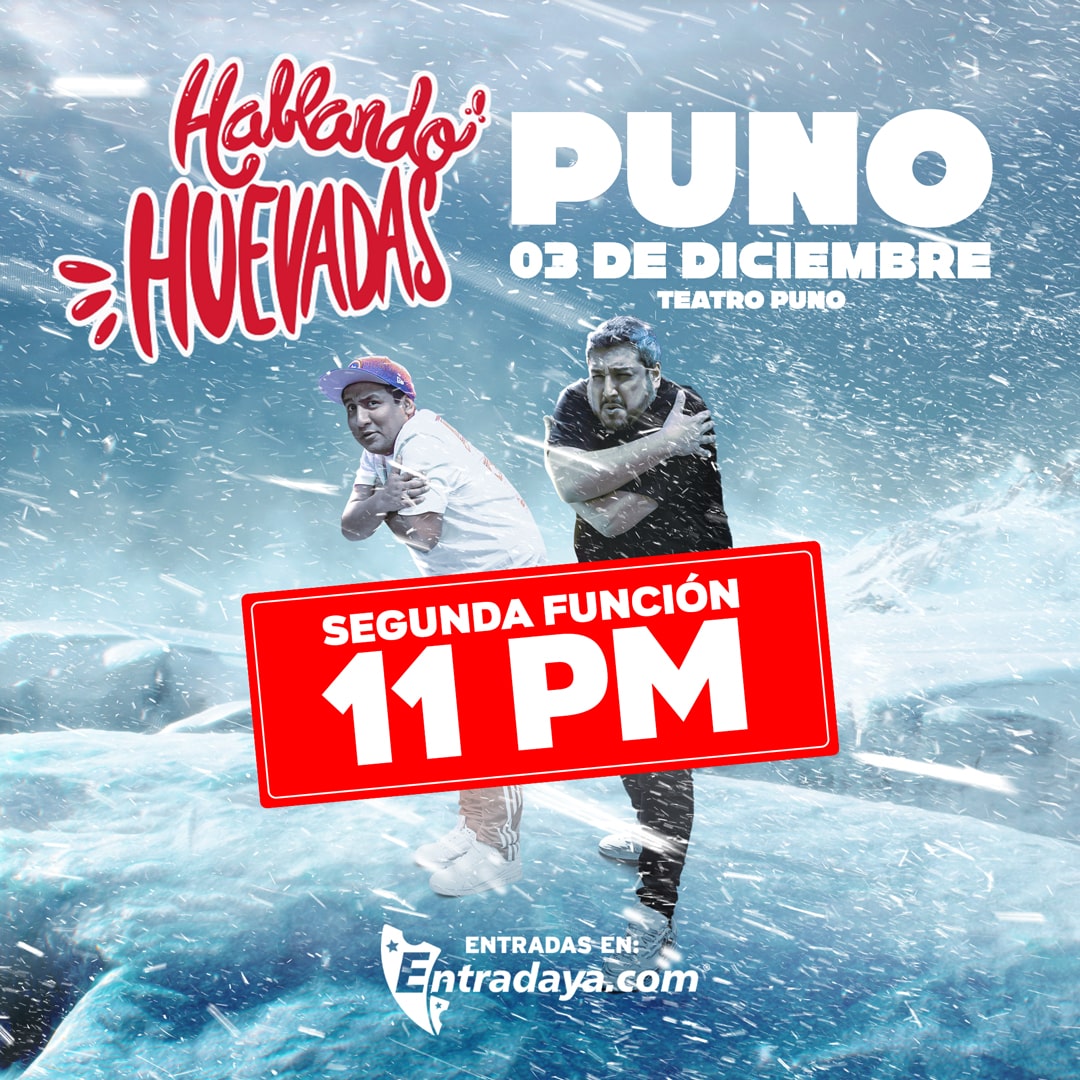 Hablando
HUEVADAS
PUNO
03 DE DICIEMBRE
TEATRO PUNO
SEGUNDA FUNCIÓN
11 PM
ENTRADAS EN:
Entradaya.com